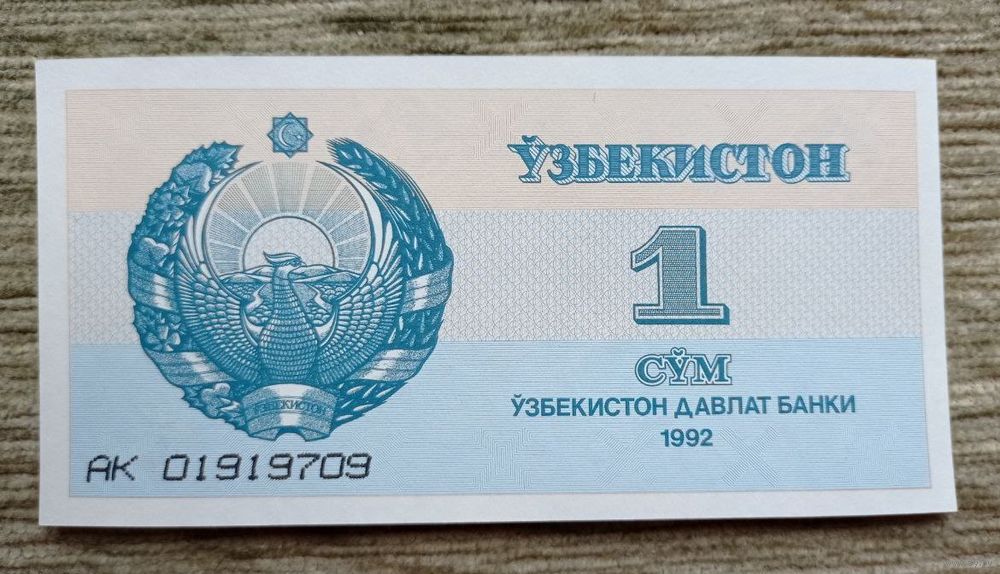 ЎЗБЕКИСТОН
1
СЎМ
ЎЗБЕКИСТОН ДАВЛАТ БАНКИ
1992
ЎЗБЕКИСТОН
АК 01919709